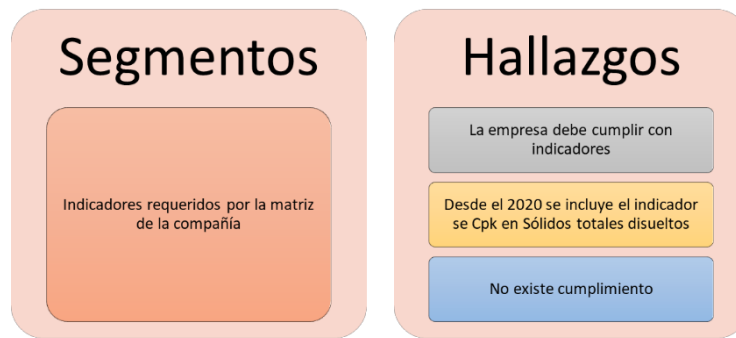 Segmentos
Indicadores requeridos por la matriz
de la compañía
Hallazgos
La empresa debe cumplir con
indicadores
Desde el 2020 se incluye el indicador
se Cpk en Sólidos totales disueltos
No existe cumplimiento